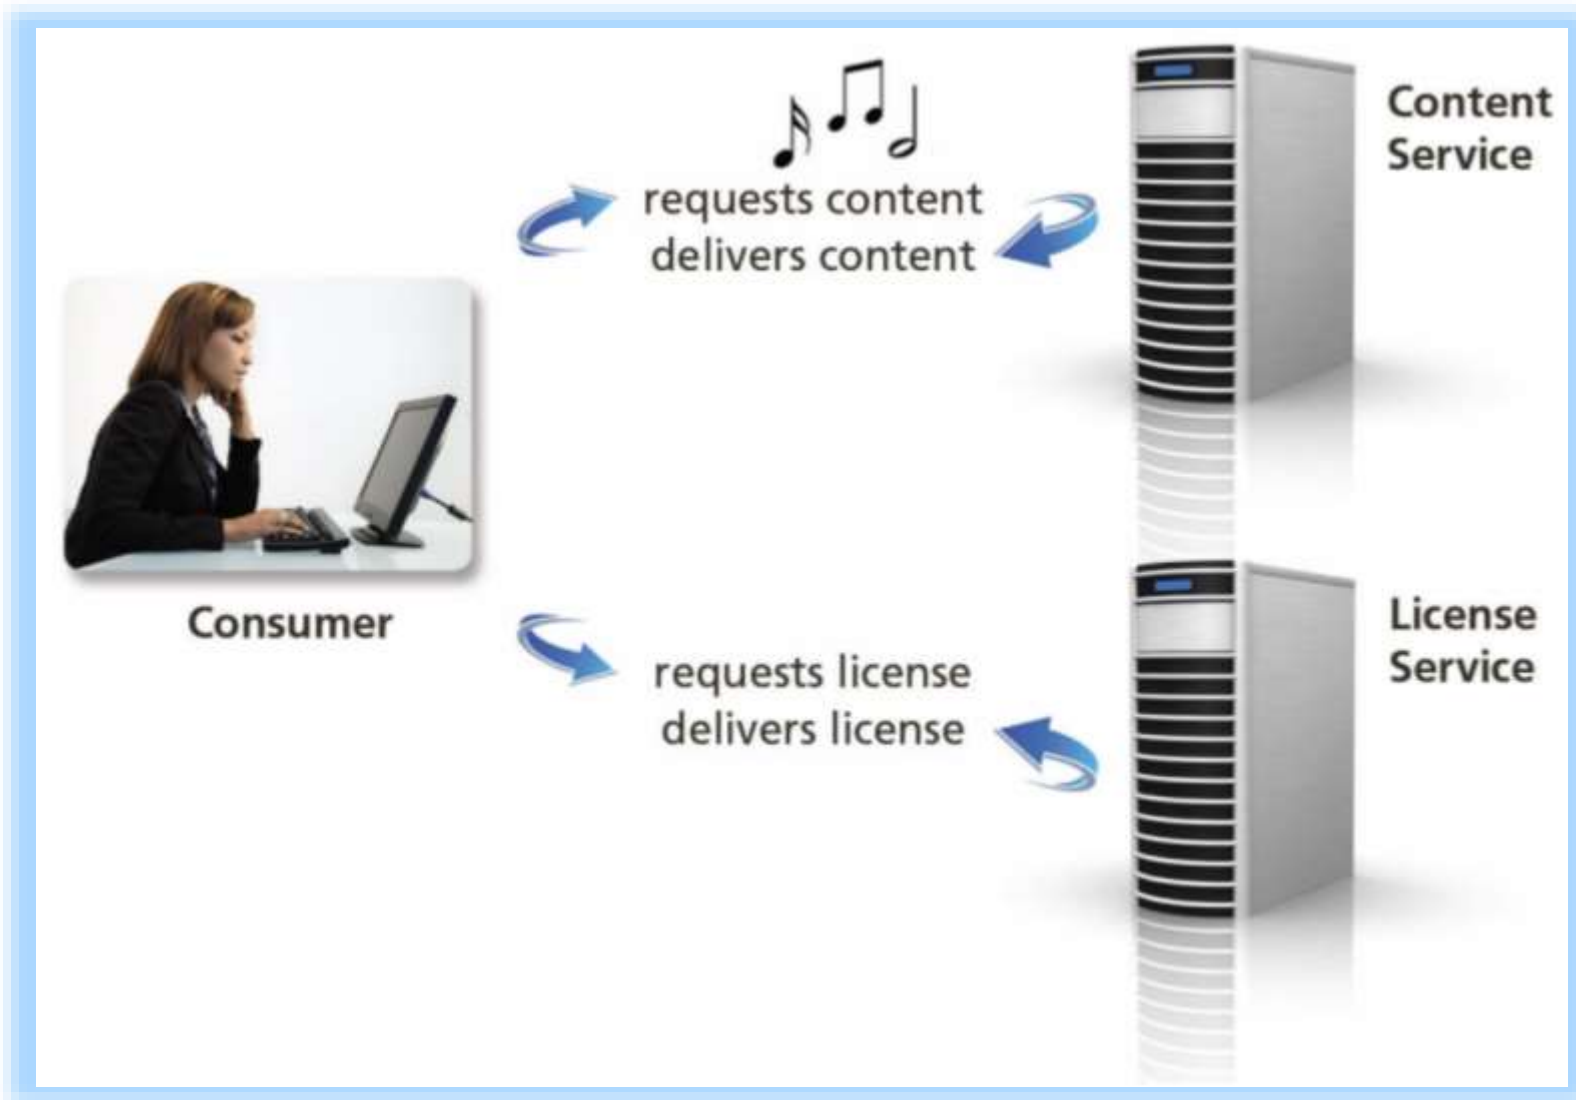 Content
Service
requests content
delivers content
Consumer
License
Service
requests license
delivers license